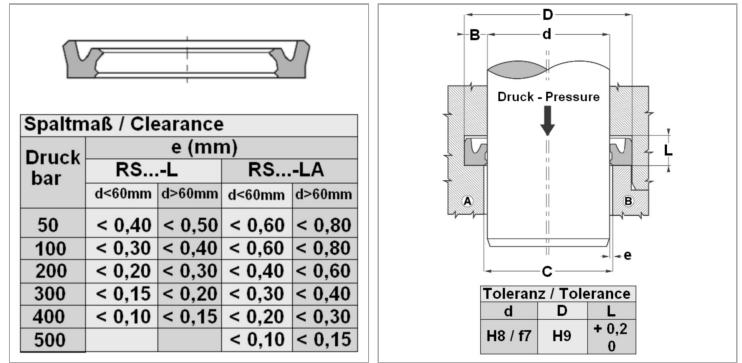 Spaltmaß / Clearance
Druck bar e (mm)
RS...-L RS...-LA
d<60mm d>60mm d<60mm d>60mm
50 < 0,40 < 0,50 < 0,60 < 0,80
100 < 0,30 < 0,40 < 0,60 < 0,80
200 < 0,20 < 0,30 < 0,40 < 0,60
300 < 0,15 < 0,20 < 0,30 < 0,40
400 < 0,10 < 0,15 < 0,20 < 0,30
500 < 0,10 < 0,15
D
B d
Druck - Pressure
L
A B
e
C
Toleranz / Tolerance
d D L
H8 / f7 H9 + 0,2
0